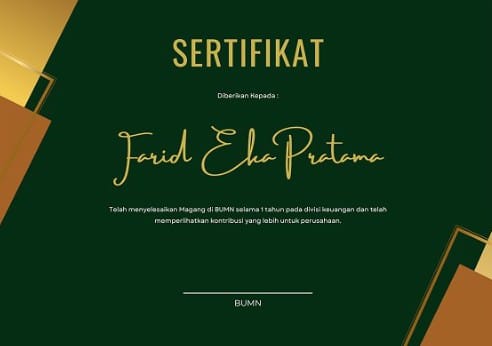 SERTIFIKAT
Diberikan Kepada :
Farid Eka Pratama
Telah menyelesaikan Magang di BUMN selama 1 tahun pada divisi keuangan dan telah
memperlihatkan kontribusi yang lebih untuk perusahaan.
BUMN